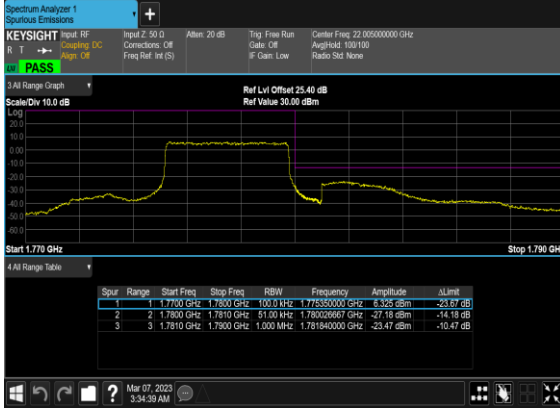 Spectrum Analyzer 1
Spurious Emissions
+
KEYSIGHT Input: RF
R T Coupling: DC
Align: Off
Input Z: 50 Ω
Corrections: Off
Freq Ref: Int (S)
Atten: 20 dB
Trig: Free Run
Gate: Off
IF Gain: Low
Center Freq: 22.005000000 GHz
Avg|Hold: 100/100
Radio Std: None
PASS
3 All Range Graph
Scale/Div 10.0 dB
Ref Lvl Offset 25.40 dB
Ref Value 30.00 dBm
Log
20.0
10.0
0.00
-10.0
-20.0
-30.0
-40.0
-50.0
-60.0
Start 1.770 GHz
Stop 1.790 GH
4 All Range Table
Spur Range Start Freq Stop Freq RBW Frequency Amplitude ΔLimit
1 1 1.7700 GHz 1.7800 GHz 100.0 kHz 1.775350000 GHz 6.325 dBm -23.67 dB
2 2 1.7800 GHz 1.7810 GHz 51.00 kHz 1.780026667 GHz -27.18 dBm -14.18 dB
3 3 1.7810 GHz 1.7900 GHz 1.000 MHz 1.781840000 GHz -23.47 dBm -10.47 dB
?
Mar 07, 2023
3:34:39 AM